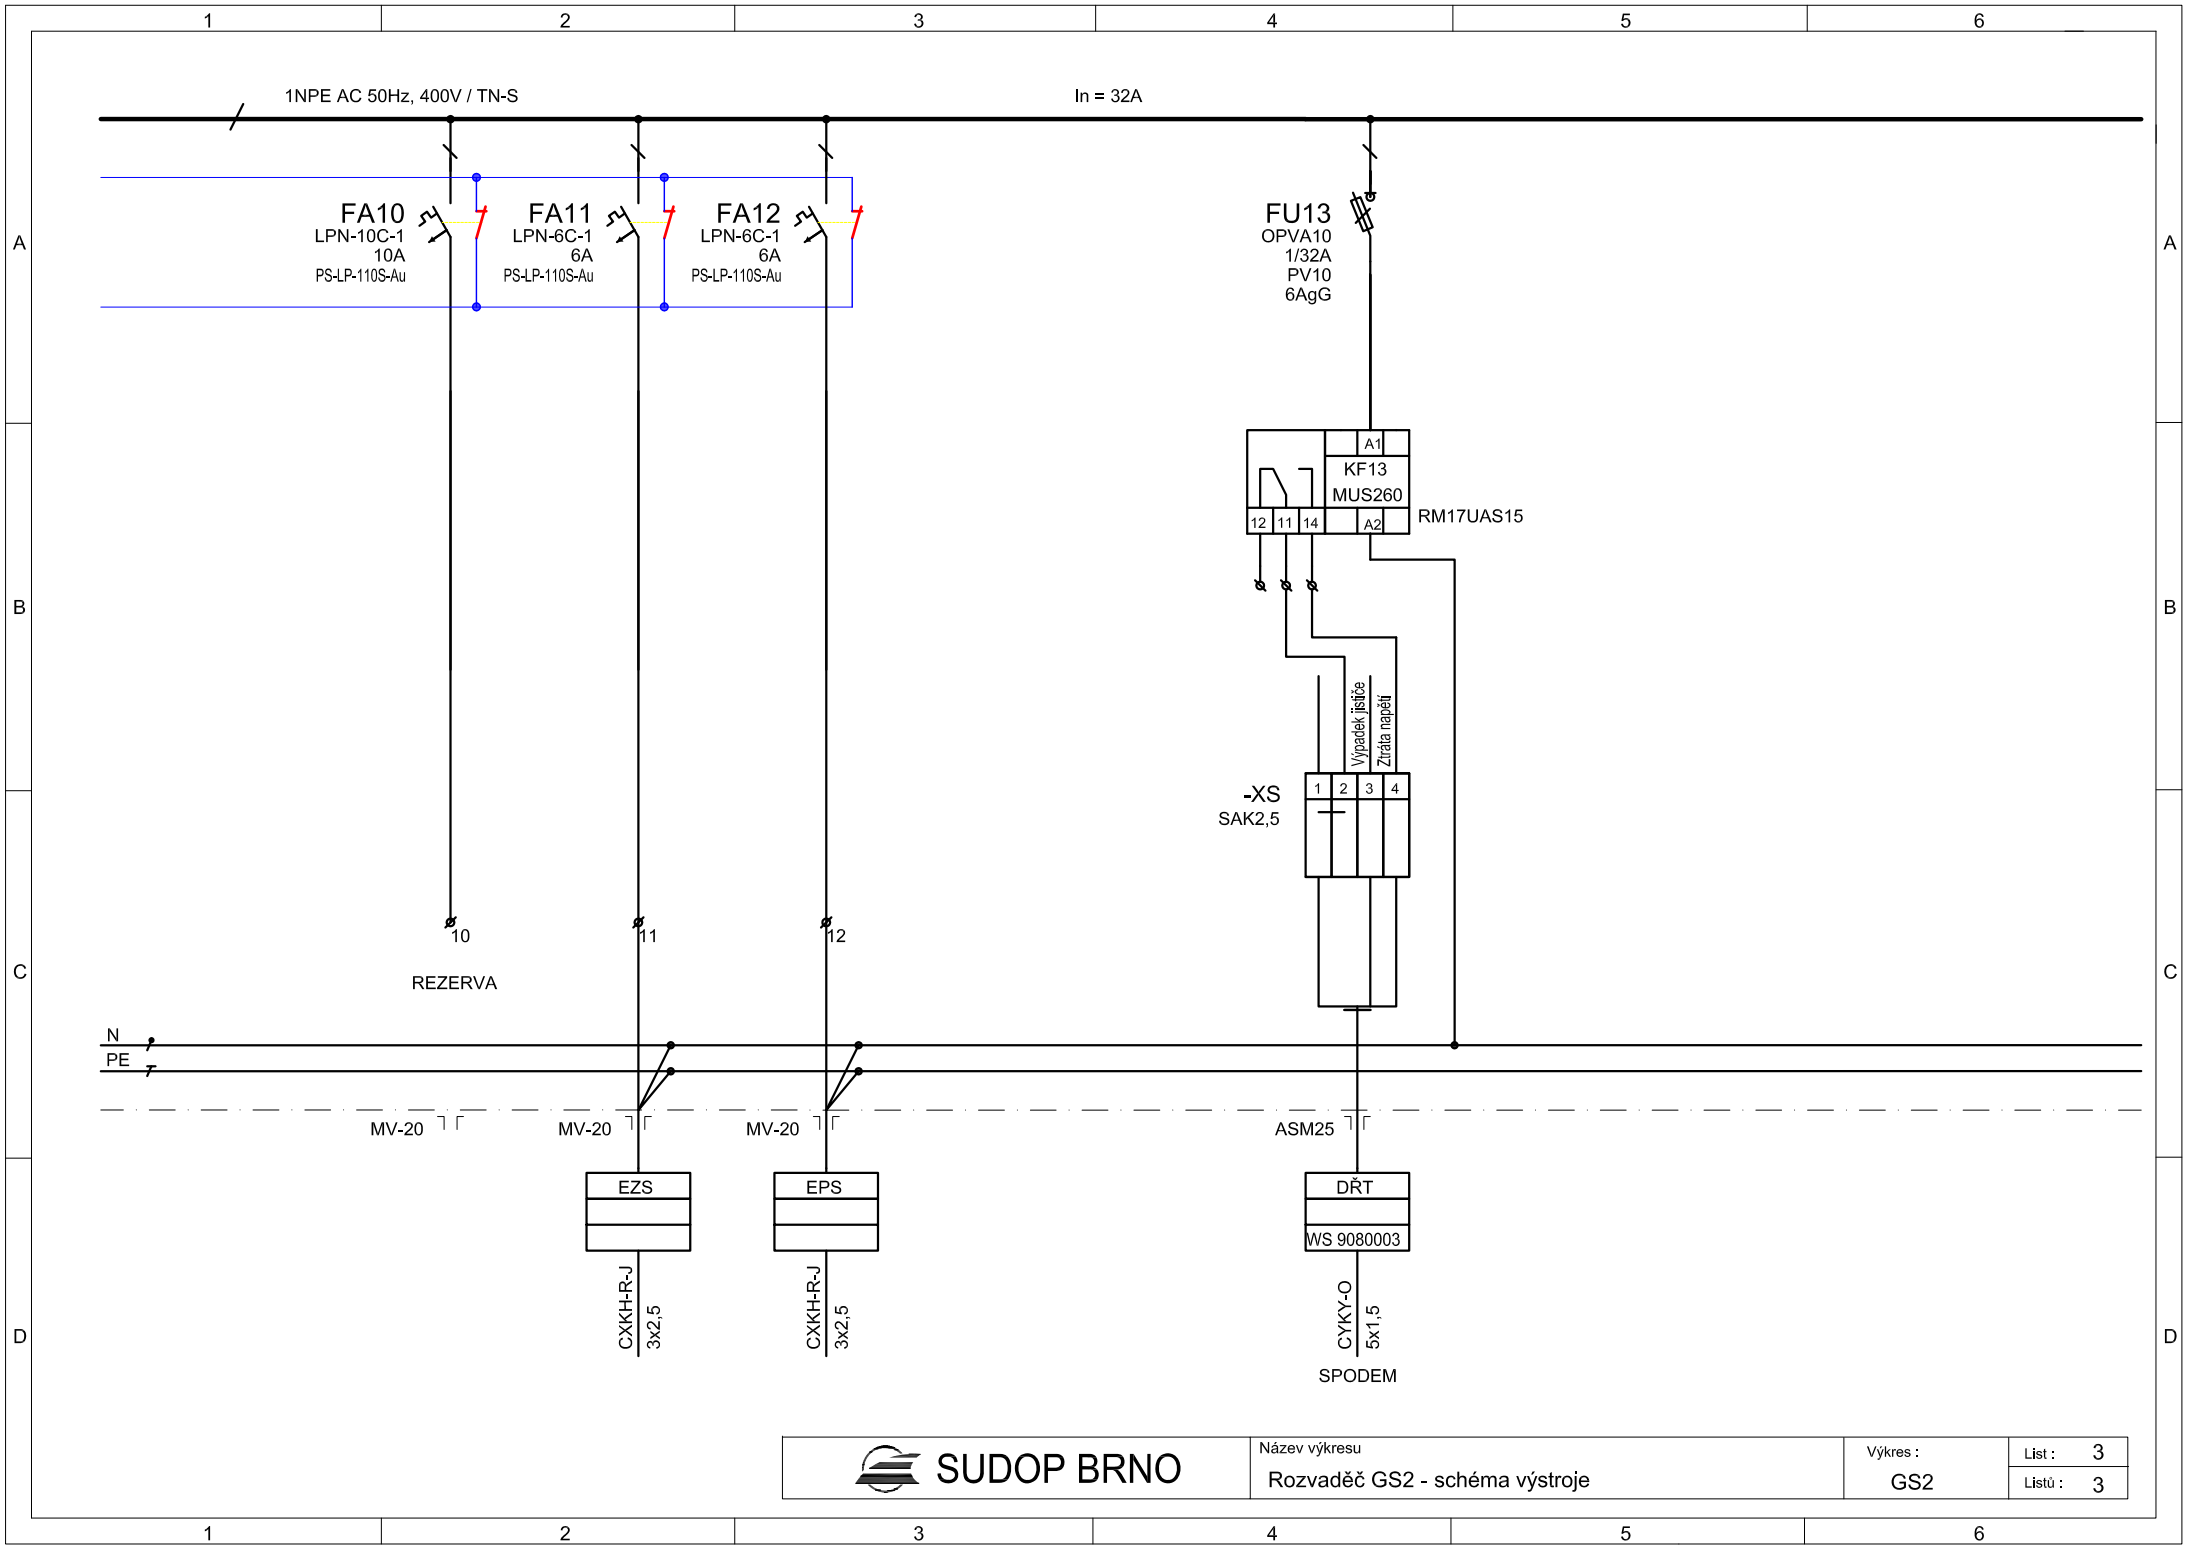 1 2 3 4 5 6
1NPE AC 50Hz, 400V / TN-S
In = 32A
A
A
FA10
LPN-10C-1
10A
PS-LP-110S-Au
FA11
LPN-6C-1
6A
PS-LP-110S-Au
FA12
LPN-6C-1
6A
PS-LP-110S-Au
FU13
OPVA10
1/32A
PV10
6AgG
A1
KF13
MUS260
12 11 14 A2
RM17UAS15
B
B
Výpadek jističe
Ztráta napětí
-XS
SAK2,5
1 2 3 4
10
11
12
REZERVA
C
C
N
PE
MV-20
MV-20
MV-20
ASM25
EZS
EPS
DŘT
WS 9080003
CXKH-R-J
3x2,5
CXKH-R-J
3x2,5
CYKY-O
5x1,5
D
D
SPODEM
SUDOP BRNO
Název výkresu
Rozvaděč GS2 - schéma výstroje
Výkres :
GS2
List : 3
Listů : 3
1 2 3 4 5 6